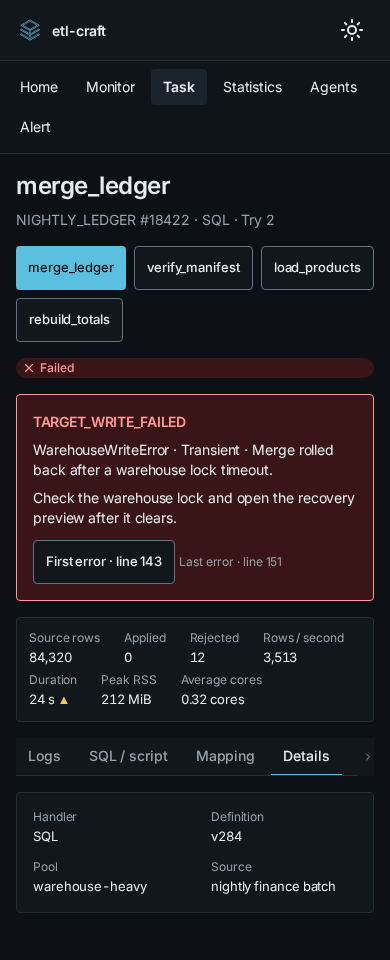 etl-craft
Home Monitor Task Statistics Agents
Alert
merge_ledger
NIGHTLY_LEDGER #18422 · SQL · Try 2
merge_ledger verify_manifest load_products
rebuild_totals
Failed
TARGET_WRITE_FAILED
WarehouseWriteError · Transient · Merge rolled
back after a warehouse lock timeout.
Check the warehouse lock and open the recovery
preview after it clears.
First error · line 143 Last error · line 151
Source rows Applied Rejected Rows / second
84,320 0 12 3,513
Duration Peak RSS Average cores
24 s ▲ 212 MiB 0.32 cores
Logs SQL / script Mapping Details ›
Handler Definition
SQL v284
Pool Source
warehouse-heavy nightly finance batch